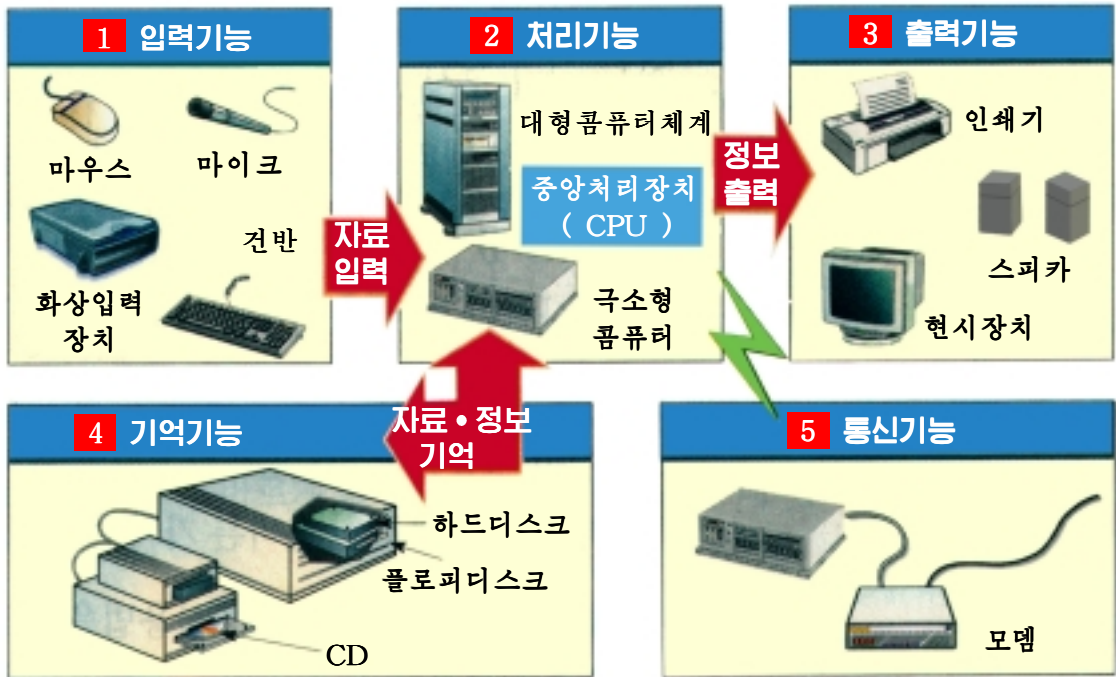 1 입력기능
마우스
마이크
건반
화상입력
장치
자료
입력
2 처리기능
대형콤퓨터체계
중앙처리장치
( CPU )
극소형
콤퓨터
정보
출력
3 출력기능
인쇄기
스피카
현시장치
4 기억기능
자료 • 정보
기억
하드디스크
플로피디스크
CD
5 통신기능
모뎀